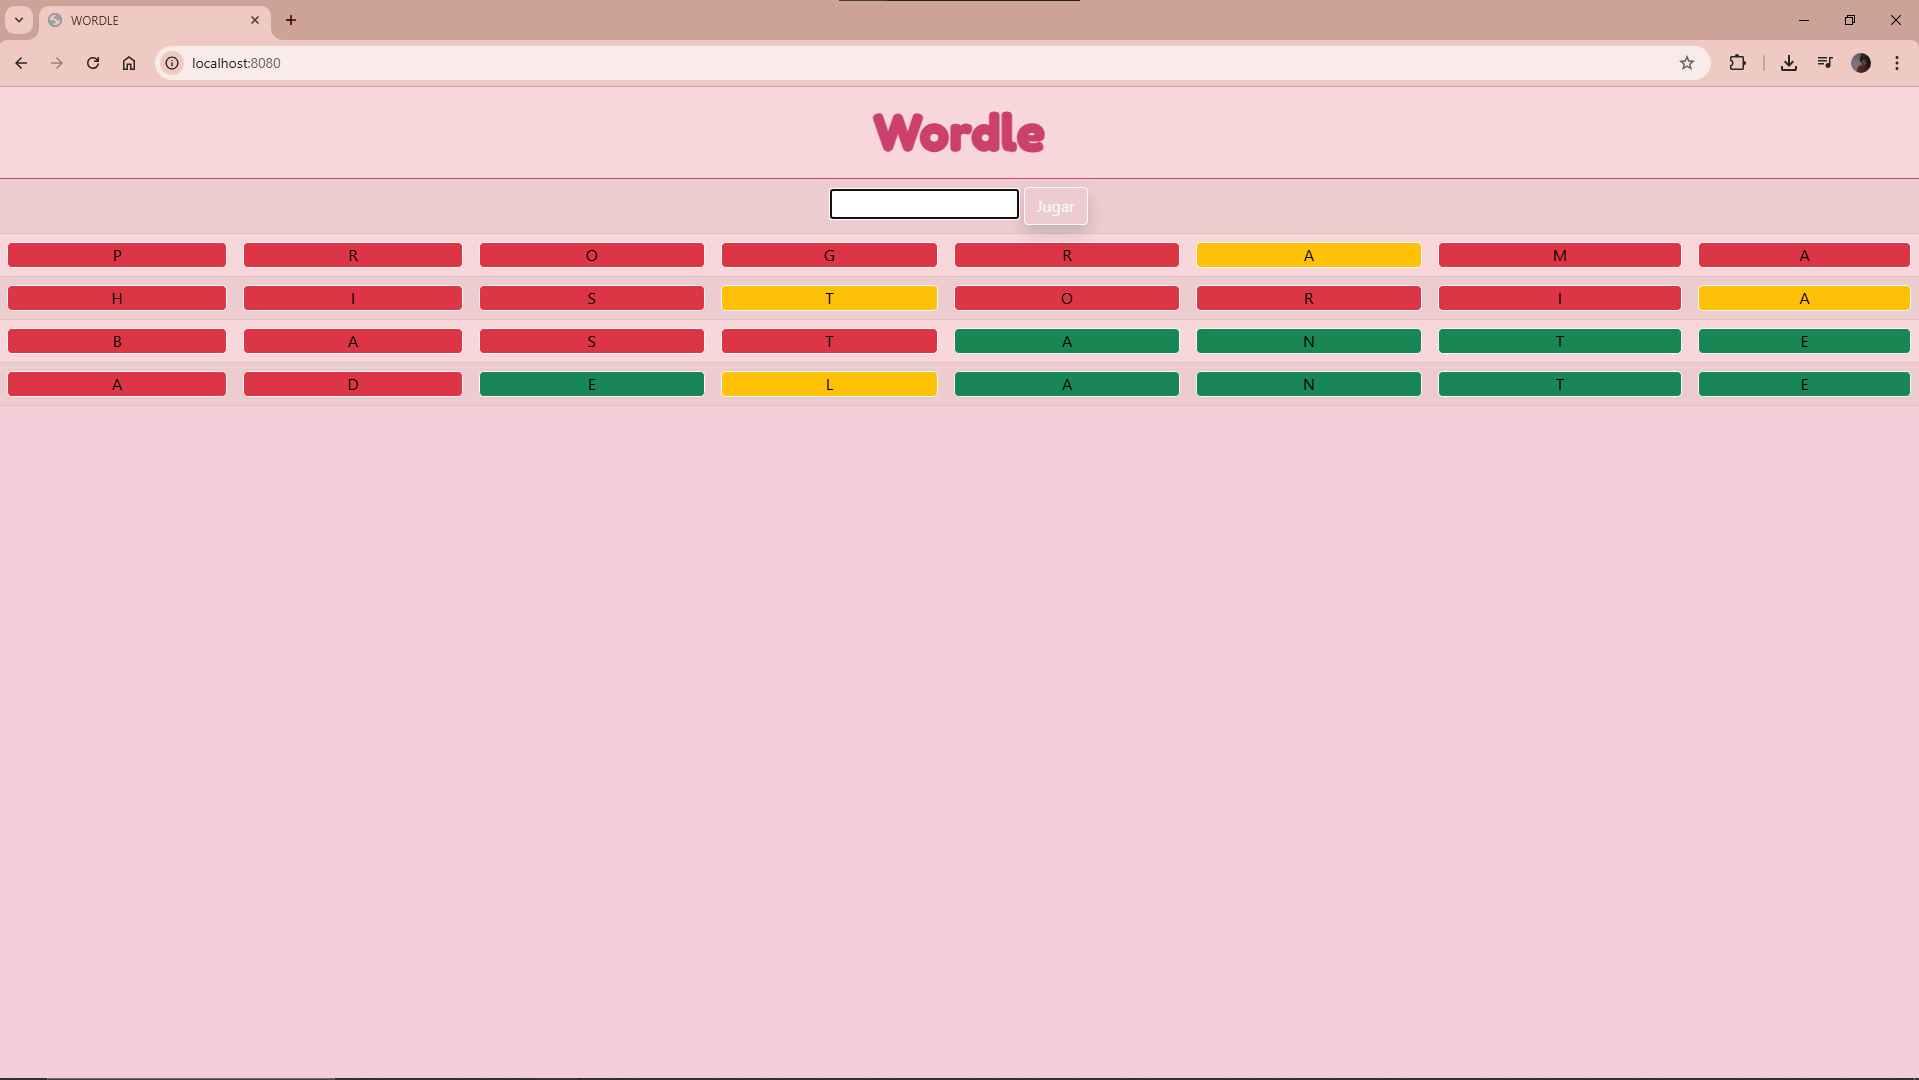 WORDLE
localhost:8080
Wordle
Jugar
P R O G R A M A
H I S T O R I A
B A S T A N T E
A D E L A N T E